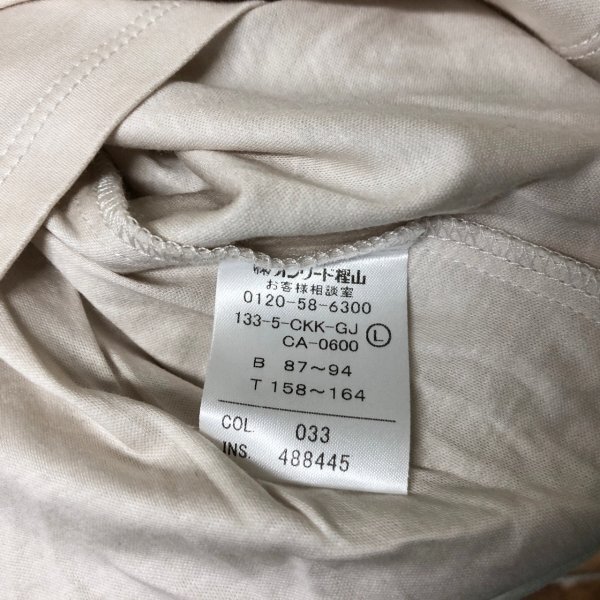 ㈱オンワード樫山
お客様相談室
0120-58-6300
133-5-CKK-GJ Ⓛ
CA-0600
B 87～94
T 158～164
COL. 033
INS. 488445